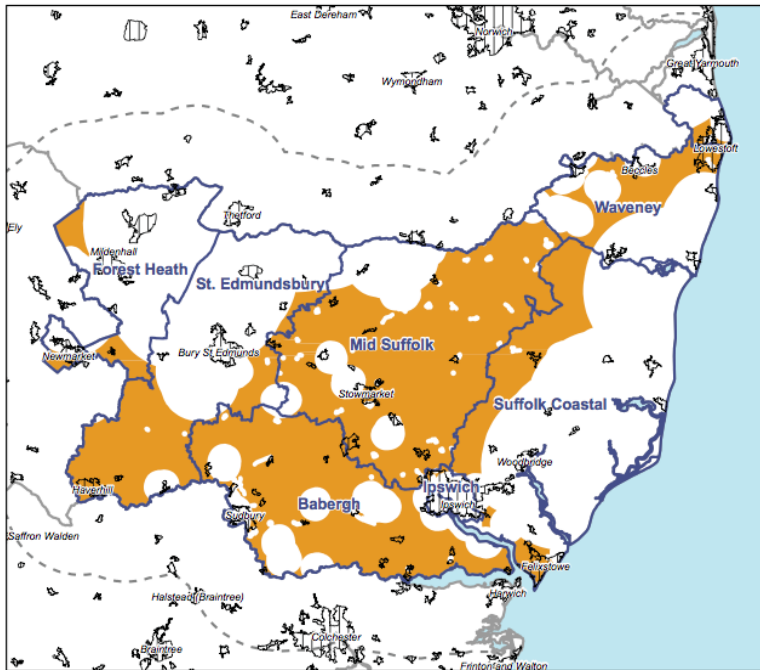 East Dereham
Norwich
Great Yarmouth
Wymondham
Lowestoft
Beccles
Waveney
Thetford
Ely
Mildenhall
Forest Heath
St. Edmundsbury
Mid Suffolk
Newmarket
Bury St Edmunds
Stowmarket
Suffolk Coastal
Woodbridge
Haverhill
Ipswich
Ipswich
Babergh
Sudbury
Saffron Walden
Felixstowe
Halstead (Braintree)
Harwich
Colchester
Braintree
Frinton and Walton